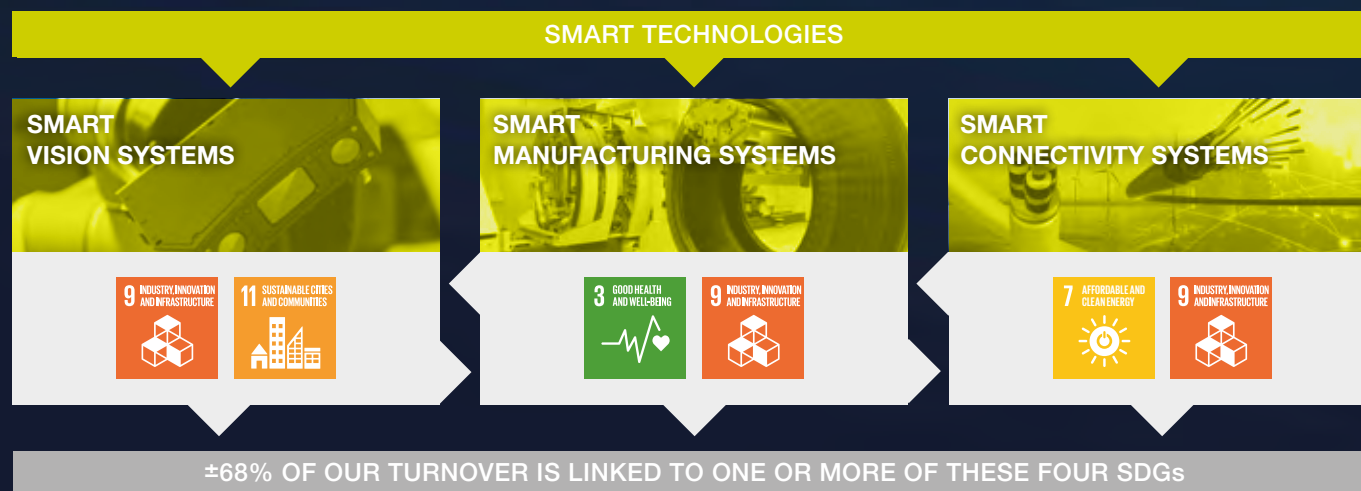 SMART TECHNOLOGIES
SMART
VISION SYSTEMS
SMART
MANUFACTURING SYSTEMS
SMART
CONNECTIVITY SYSTEMS
9 INDUSTRY, INNOVATION
AND INFRASTRUCTURE
11 SUSTAINABLE CITIES
AND COMMUNITIES
3 GOOD HEALTH
AND WELL-BEING
9 INDUSTRY, INNOVATION
AND INFRASTRUCTURE
7 AFFORDABLE AND
CLEAN ENERGY
9 INDUSTRY, INNOVATION
AND INFRASTRUCTURE
±68% OF OUR TURNOVER IS LINKED TO ONE OR MORE OF THESE FOUR SDGs